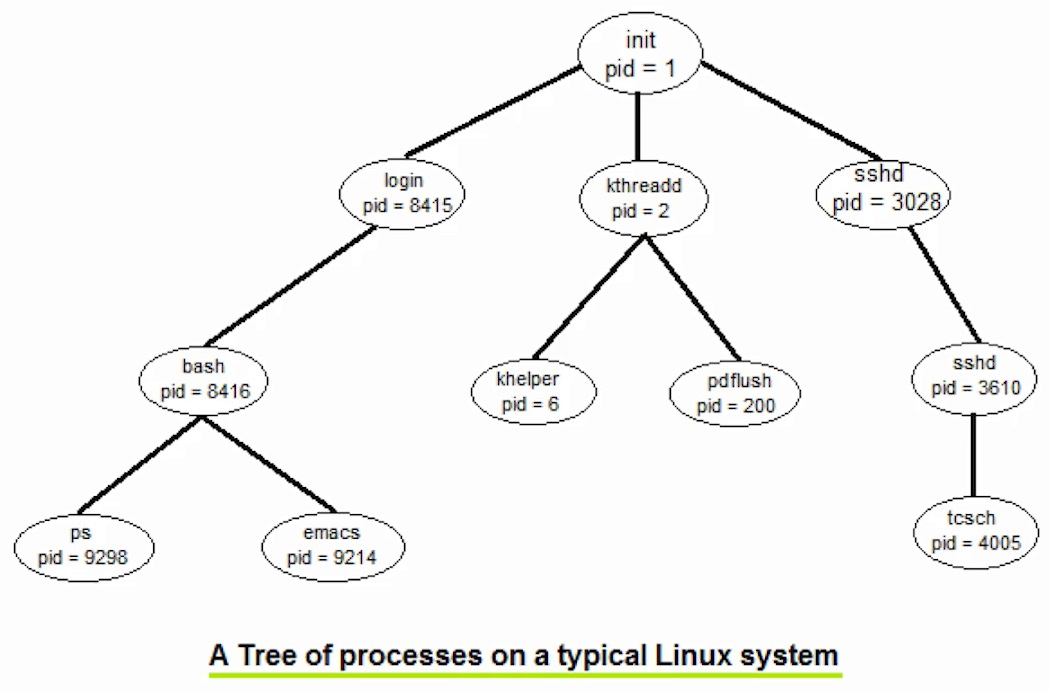 init
pid = 1
login
pid = 8415
kthreadd
pid = 2
sshd
pid = 3028
bash
pid = 8416
khelper
pid = 6
pdflush
pid = 200
sshd
pid = 3610
ps
pid = 9298
emacs
pid = 9214
tcsch
pid = 4005
A Tree of processes on a typical Linux system